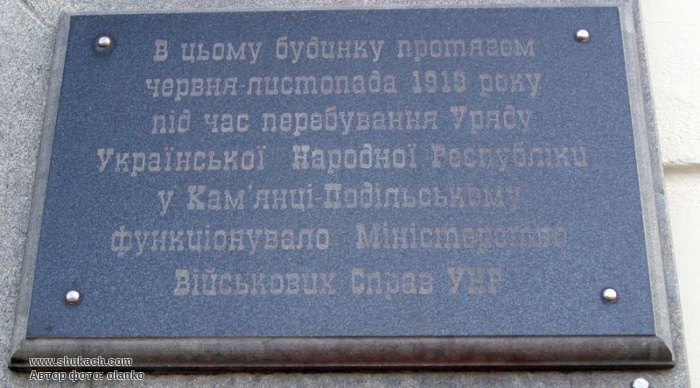 В цьому будинку протягом
червня-листопада 1919 року
під час перебування Уряду
Української Народної Республіки
у Кам'янці-Подільському
функціонувало Міністерство
Військових Справ УНР
www.shukach.com
Автор фото: olanko